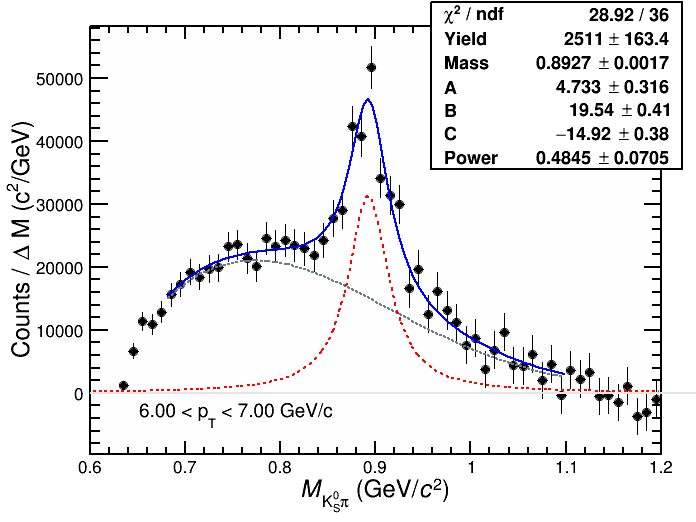 χ² / ndf 28.92 / 36
Yield 2511 ± 163.4
Mass 0.8927 ± 0.0017
A 4.733 ± 0.316
B 19.54 ± 0.41
C −14.92 ± 0.38
Power 0.4845 ± 0.0705
Counts / Δ M (c²/GeV)
50000
40000
30000
20000
10000
0
6.00 < p_T < 7.00 GeV/c
0.6 0.7 0.8 0.9 1 1.1 1.2
M_{K⁰_S π} (GeV/c²)